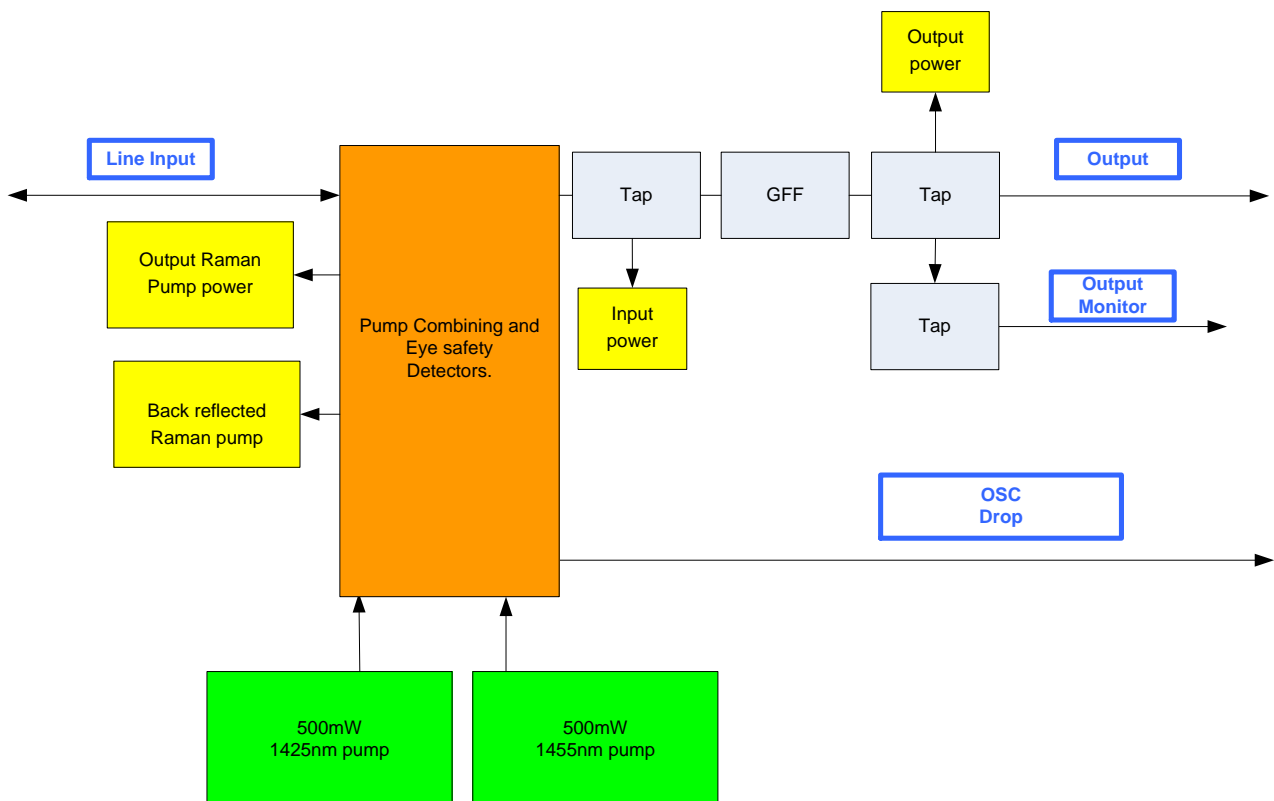 Output
power
Line Input
Output
Tap
GFF
Tap
Output Raman
Pump power
Input
power
Output
Monitor
Tap
Pump Combining and
Eye safety
Detectors.
Back reflected
Raman pump
OSC
Drop
500mW
1425nm pump
500mW
1455nm pump